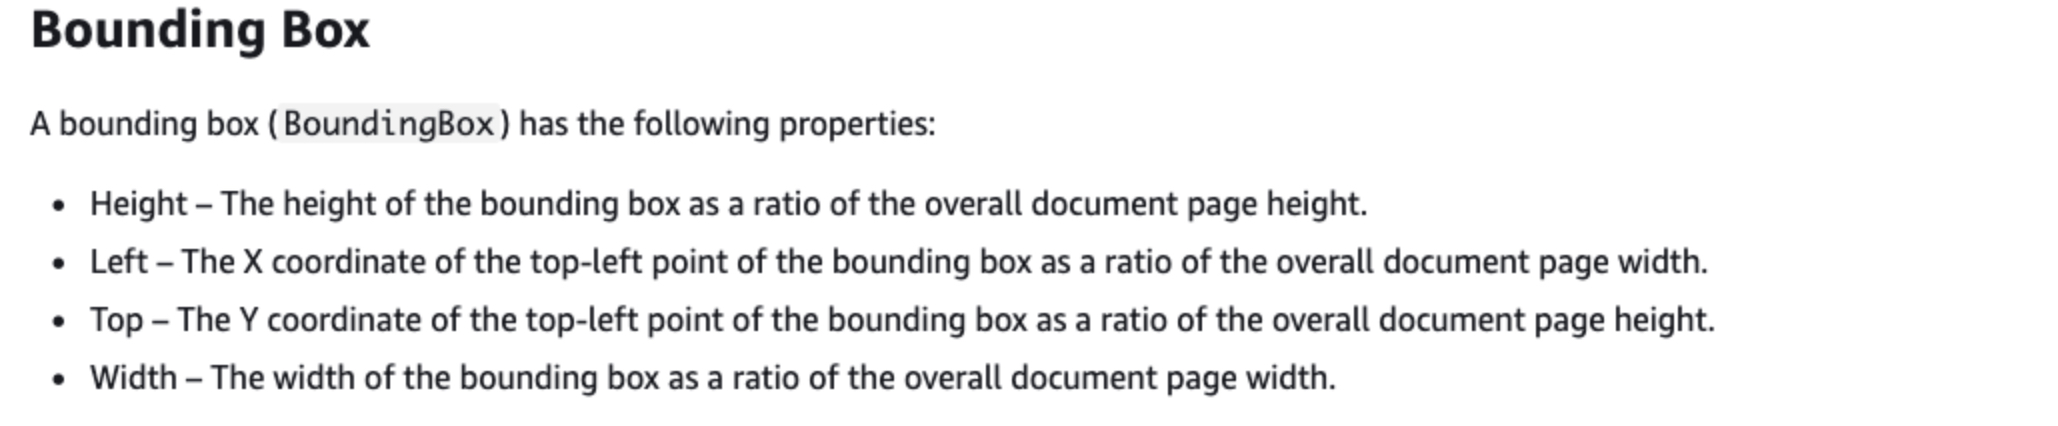 Bounding Box
A bounding box (BoundingBox) has the following properties:
• Height – The height of the bounding box as a ratio of the overall document page height.
• Left – The X coordinate of the top-left point of the bounding box as a ratio of the overall document page width.
• Top – The Y coordinate of the top-left point of the bounding box as a ratio of the overall document page height.
• Width – The width of the bounding box as a ratio of the overall document page width.